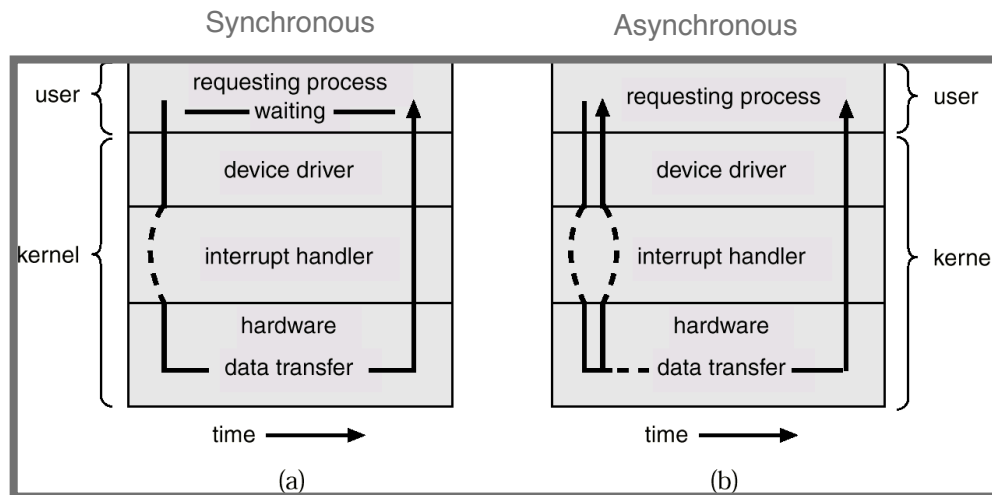 Synchronous
Asynchronous
user
requesting process
waiting
device driver
kernel
interrupt handler
hardware
data transfer
time
(a)
requesting process
user
device driver
interrupt handler
kerne
hardware
data transfer
time
(b)